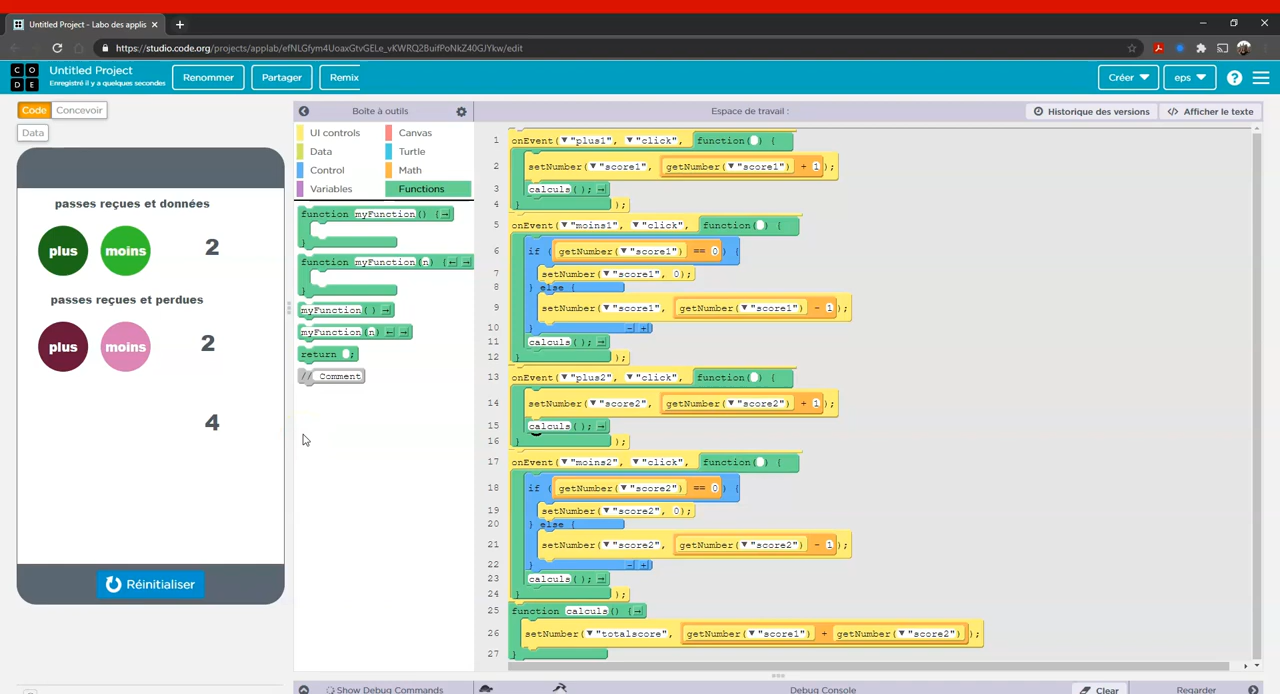 Untitled Project - Labo des applis
https://studio.code.org/projects/applab/efNLGfym4UoaxGtvGELe_vKWRQ2BuifPoNkZ40GJYkw/edit
CODE
Untitled Project
Enregistré il y a quelques secondes
Renommer
Partager
Remix
Créer
eps
?
Code
Concevoir
Data
Boîte à outils
Espace de travail :
Historique des versions
</> Afficher le texte
passes reçues et données
plus
moins
2
passes reçues et perdues
plus
moins
2
4
Réinitialiser
UI controls
Canvas
Data
Turtle
Control
Math
Variables
Functions
function myFunction() {
}
function myFunction(n) {
}
myFunction()
myFunction(n)
return ;
// Comment
1 onEvent("plus1", "click", function() {
2 setNumber("score1", getNumber("score1") + 1);
3 calculs();
4 } );
5 onEvent("moins1", "click", function() {
6 if (getNumber("score1") == 0) {
7 setNumber("score1", 0);
8 } else {
9 setNumber("score1", getNumber("score1") - 1);
10 }
11 calculs();
12 } );
13 onEvent("plus2", "click", function() {
14 setNumber("score2", getNumber("score2") + 1);
15 calculs();
16 } );
17 onEvent("moins2", "click", function() {
18 if (getNumber("score2") == 0) {
19 setNumber("score2", 0);
20 } else {
21 setNumber("score2", getNumber("score2") - 1);
22 }
23 calculs();
24 } );
25 function calculs() {
26 setNumber("totalscore", getNumber("score1") + getNumber("score2"));
27 }
Show Debug Commands
Debug Console
Clear
Regarder